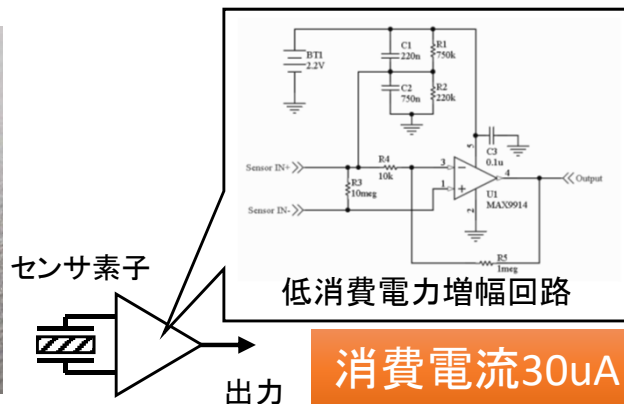 BT1
2.2V
C1
220n
R1
750k
C2
750n
R2
220k
C3
0.1u
Sensor IN+
R4
10k
3
5
4
Output
R3
10meg
1
U1
MAX9914
2
Sensor IN-
R5
1meg
低消費電力増幅回路
センサ素子
出力
消費電流30uA